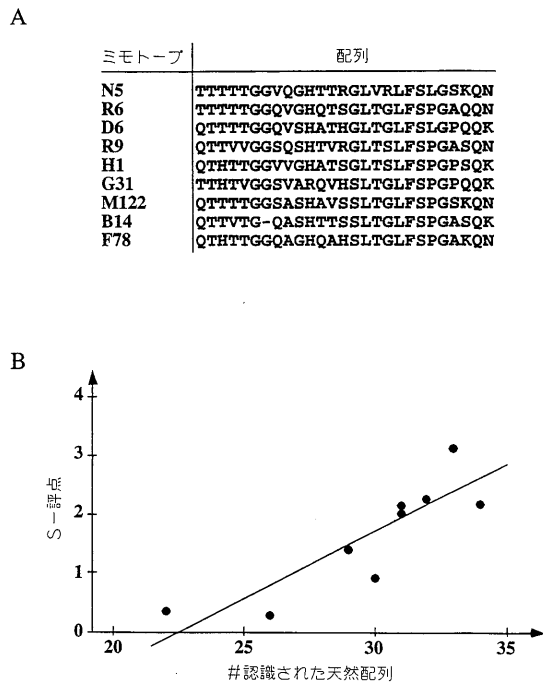 A
ミモトープ 配列
N5 TTTTTGGVQGHTTRGLVRLFSLGSKQN
R6 TTTTTGGQVGHQTSGLTGLFSPGAQQN
D6 QTTTTGGQVSHATHGLTGLFSLGPQQK
R9 QTTVVGGSQSHTVRGLTSLFSPGASQN
H1 QTHTTGGVVGHATSGLTSLFSPGPSQK
G31 TTHTVGGSVARQVHSLTGLFSPGPQQK
M122 QTTTTGGSASHAVSSLTGLFSPGSKQN
B14 QTTVTG-QASHTTSSLTGLFSPGASQK
F78 QTHTTGGQAGHQAHSLTGLFSPGAKQN
B
4
3
2
1
0
S-評点
20 25 30 35
#認識された天然配列